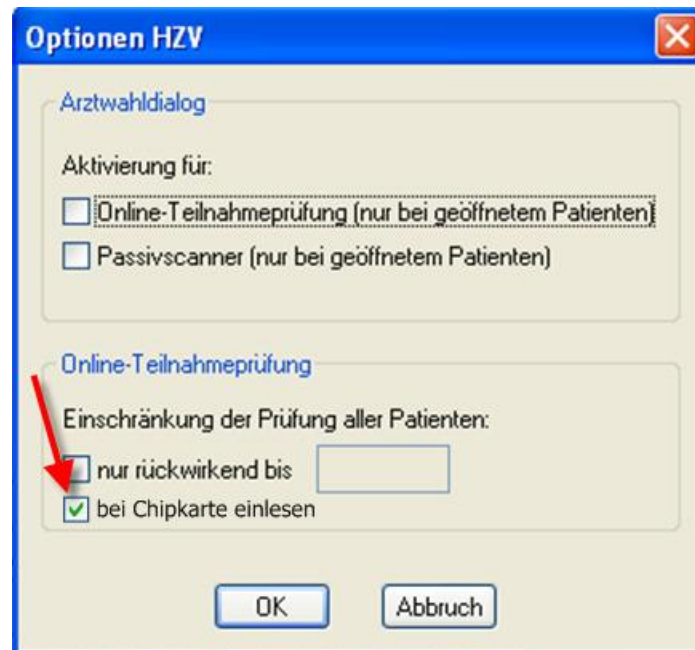 Optionen HZV
Arztwahldialog
Aktivierung für:
Online-Teilnahmeprüfung (nur bei geöffnetem Patienten)
Passivscanner (nur bei geöffnetem Patienten)
Online-Teilnahmeprüfung
Einschränkung der Prüfung aller Patienten:
nur rückwirkend bis
bei Chipkarte einlesen
OK Abbruch